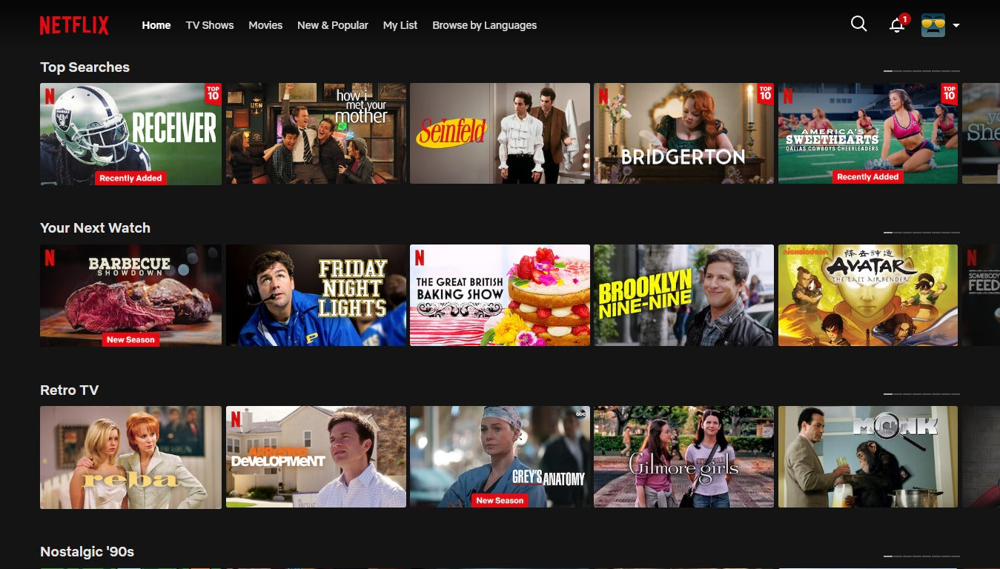 NETFLIX
Home TV Shows Movies New & Popular My List Browse by Languages
1
Top Searches
N
TOP
10
RECEIVER
Recently Added
USN
how i
met your
mother
Seinfeld
N
TOP
10
BRIDGERTON
N
TOP
10
AMERICA'S
SWEETHEARTS
DALLAS COWBOYS CHEERLEADERS
Recently Added
Your Next Watch
N
BARBECUE
SHOWDOWN
New Season
FRIDAY
NIGHT
LIGHTS
P
N
THE GREAT BRITISH
BAKING SHOW
BROOKLYN
NINE-NINE
nickelodeon
降去神通
AVATAR
THE LAST AIRBENDER
N
SOMEBODY
FEED
Retro TV
reba
N
ARRESTED
DEVELOPMENT
abc
GREY'S ANATOMY
New Season
Gilmore girls
MONK
Nostalgic '90s